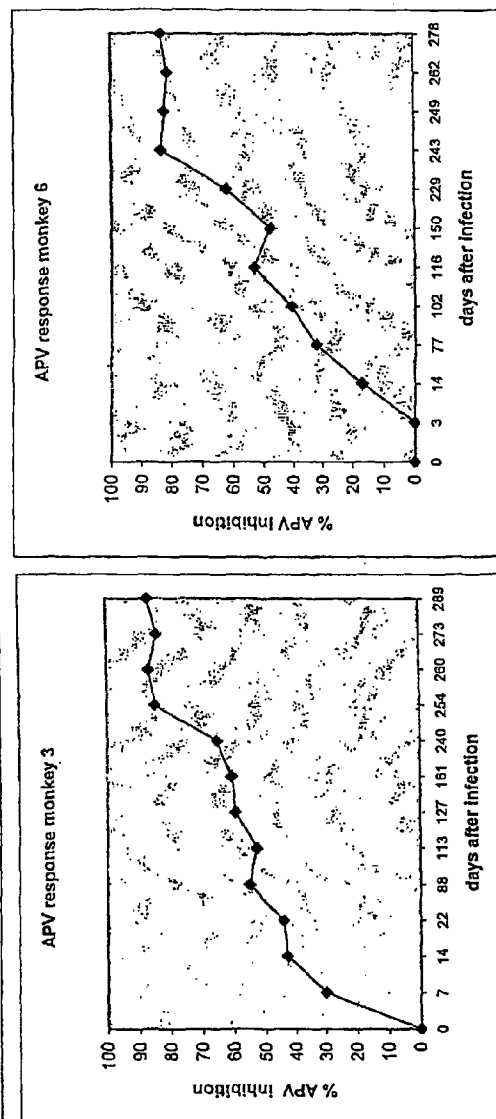 APV response monkey 3
% APV inhibition
100
90
80
70
60
50
40
30
20
10
0
0 7 14 22 88 113 127 161 240 254 260 273 289
days after infection
APV response monkey 6
% APV inhibition
100
90
80
70
60
50
40
30
20
10
0
0 3 14 77 102 116 150 229 243 249 262 278
days after infection